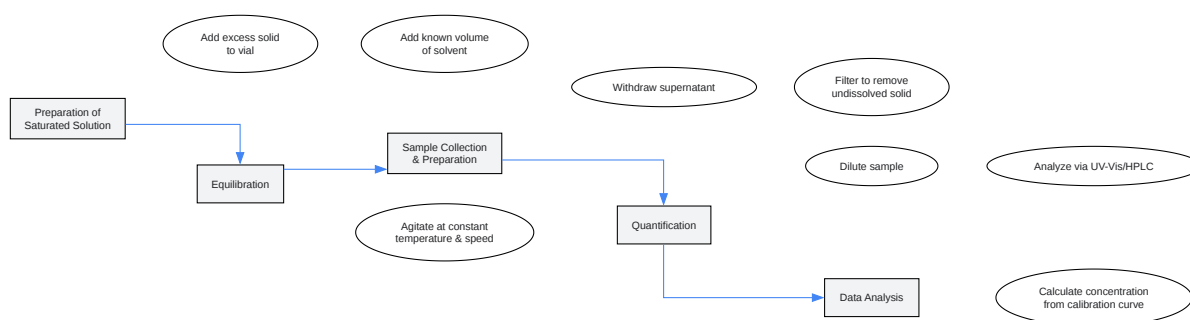 Add excess solid
to vial
Add known volume
of solvent
Withdraw supernatant
Filter to remove
undissolved solid
Preparation of
Saturated Solution
Sample Collection
& Preparation
Dilute sample
Analyze via UV-Vis/HPLC
Equilibration
Agitate at constant
temperature & speed
Quantification
Data Analysis
Calculate concentration
from calibration curve